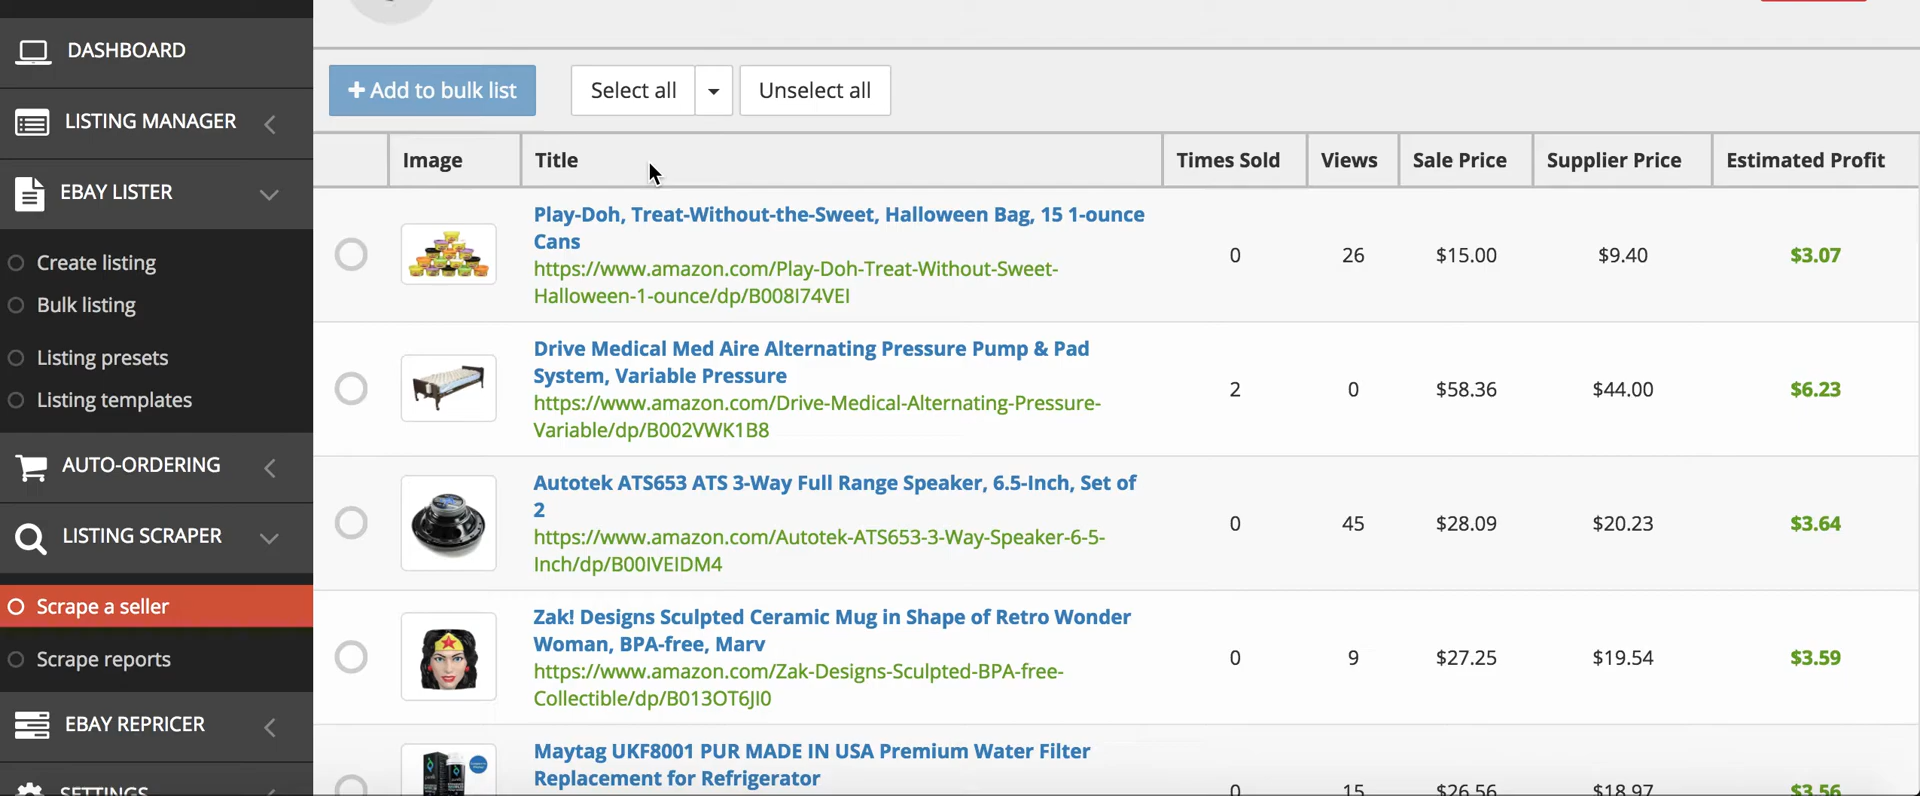 DASHBOARD
LISTING MANAGER
EBAY LISTER
Create listing
Bulk listing
Listing presets
Listing templates
AUTO-ORDERING
LISTING SCRAPER
Scrape a seller
Scrape reports
EBAY REPRICER
SETTINGS
+ Add to bulk list Select all Unselect all
Image Title Times Sold Views Sale Price Supplier Price Estimated Profit
Play-Doh, Treat-Without-the-Sweet, Halloween Bag, 15 1-ounce
Cans
https://www.amazon.com/Play-Doh-Treat-Without-Sweet-
Halloween-1-ounce/dp/B008I74VEI
0 26 $15.00 $9.40 $3.07
Drive Medical Med Aire Alternating Pressure Pump & Pad
System, Variable Pressure
https://www.amazon.com/Drive-Medical-Alternating-Pressure-
Variable/dp/B002VWK1B8
2 0 $58.36 $44.00 $6.23
Autotek ATS653 ATS 3-Way Full Range Speaker, 6.5-Inch, Set of
2
https://www.amazon.com/Autotek-ATS653-3-Way-Speaker-6-5-
Inch/dp/B00IVEIDM4
0 45 $28.09 $20.23 $3.64
Zak! Designs Sculpted Ceramic Mug in Shape of Retro Wonder
Woman, BPA-free, Marv
https://www.amazon.com/Zak-Designs-Sculpted-BPA-free-
Collectible/dp/B013OT6JI0
0 9 $27.25 $19.54 $3.59
Maytag UKF8001 PUR MADE IN USA Premium Water Filter
Replacement for Refrigerator
0 15 $26.56 $18.97 $3.56